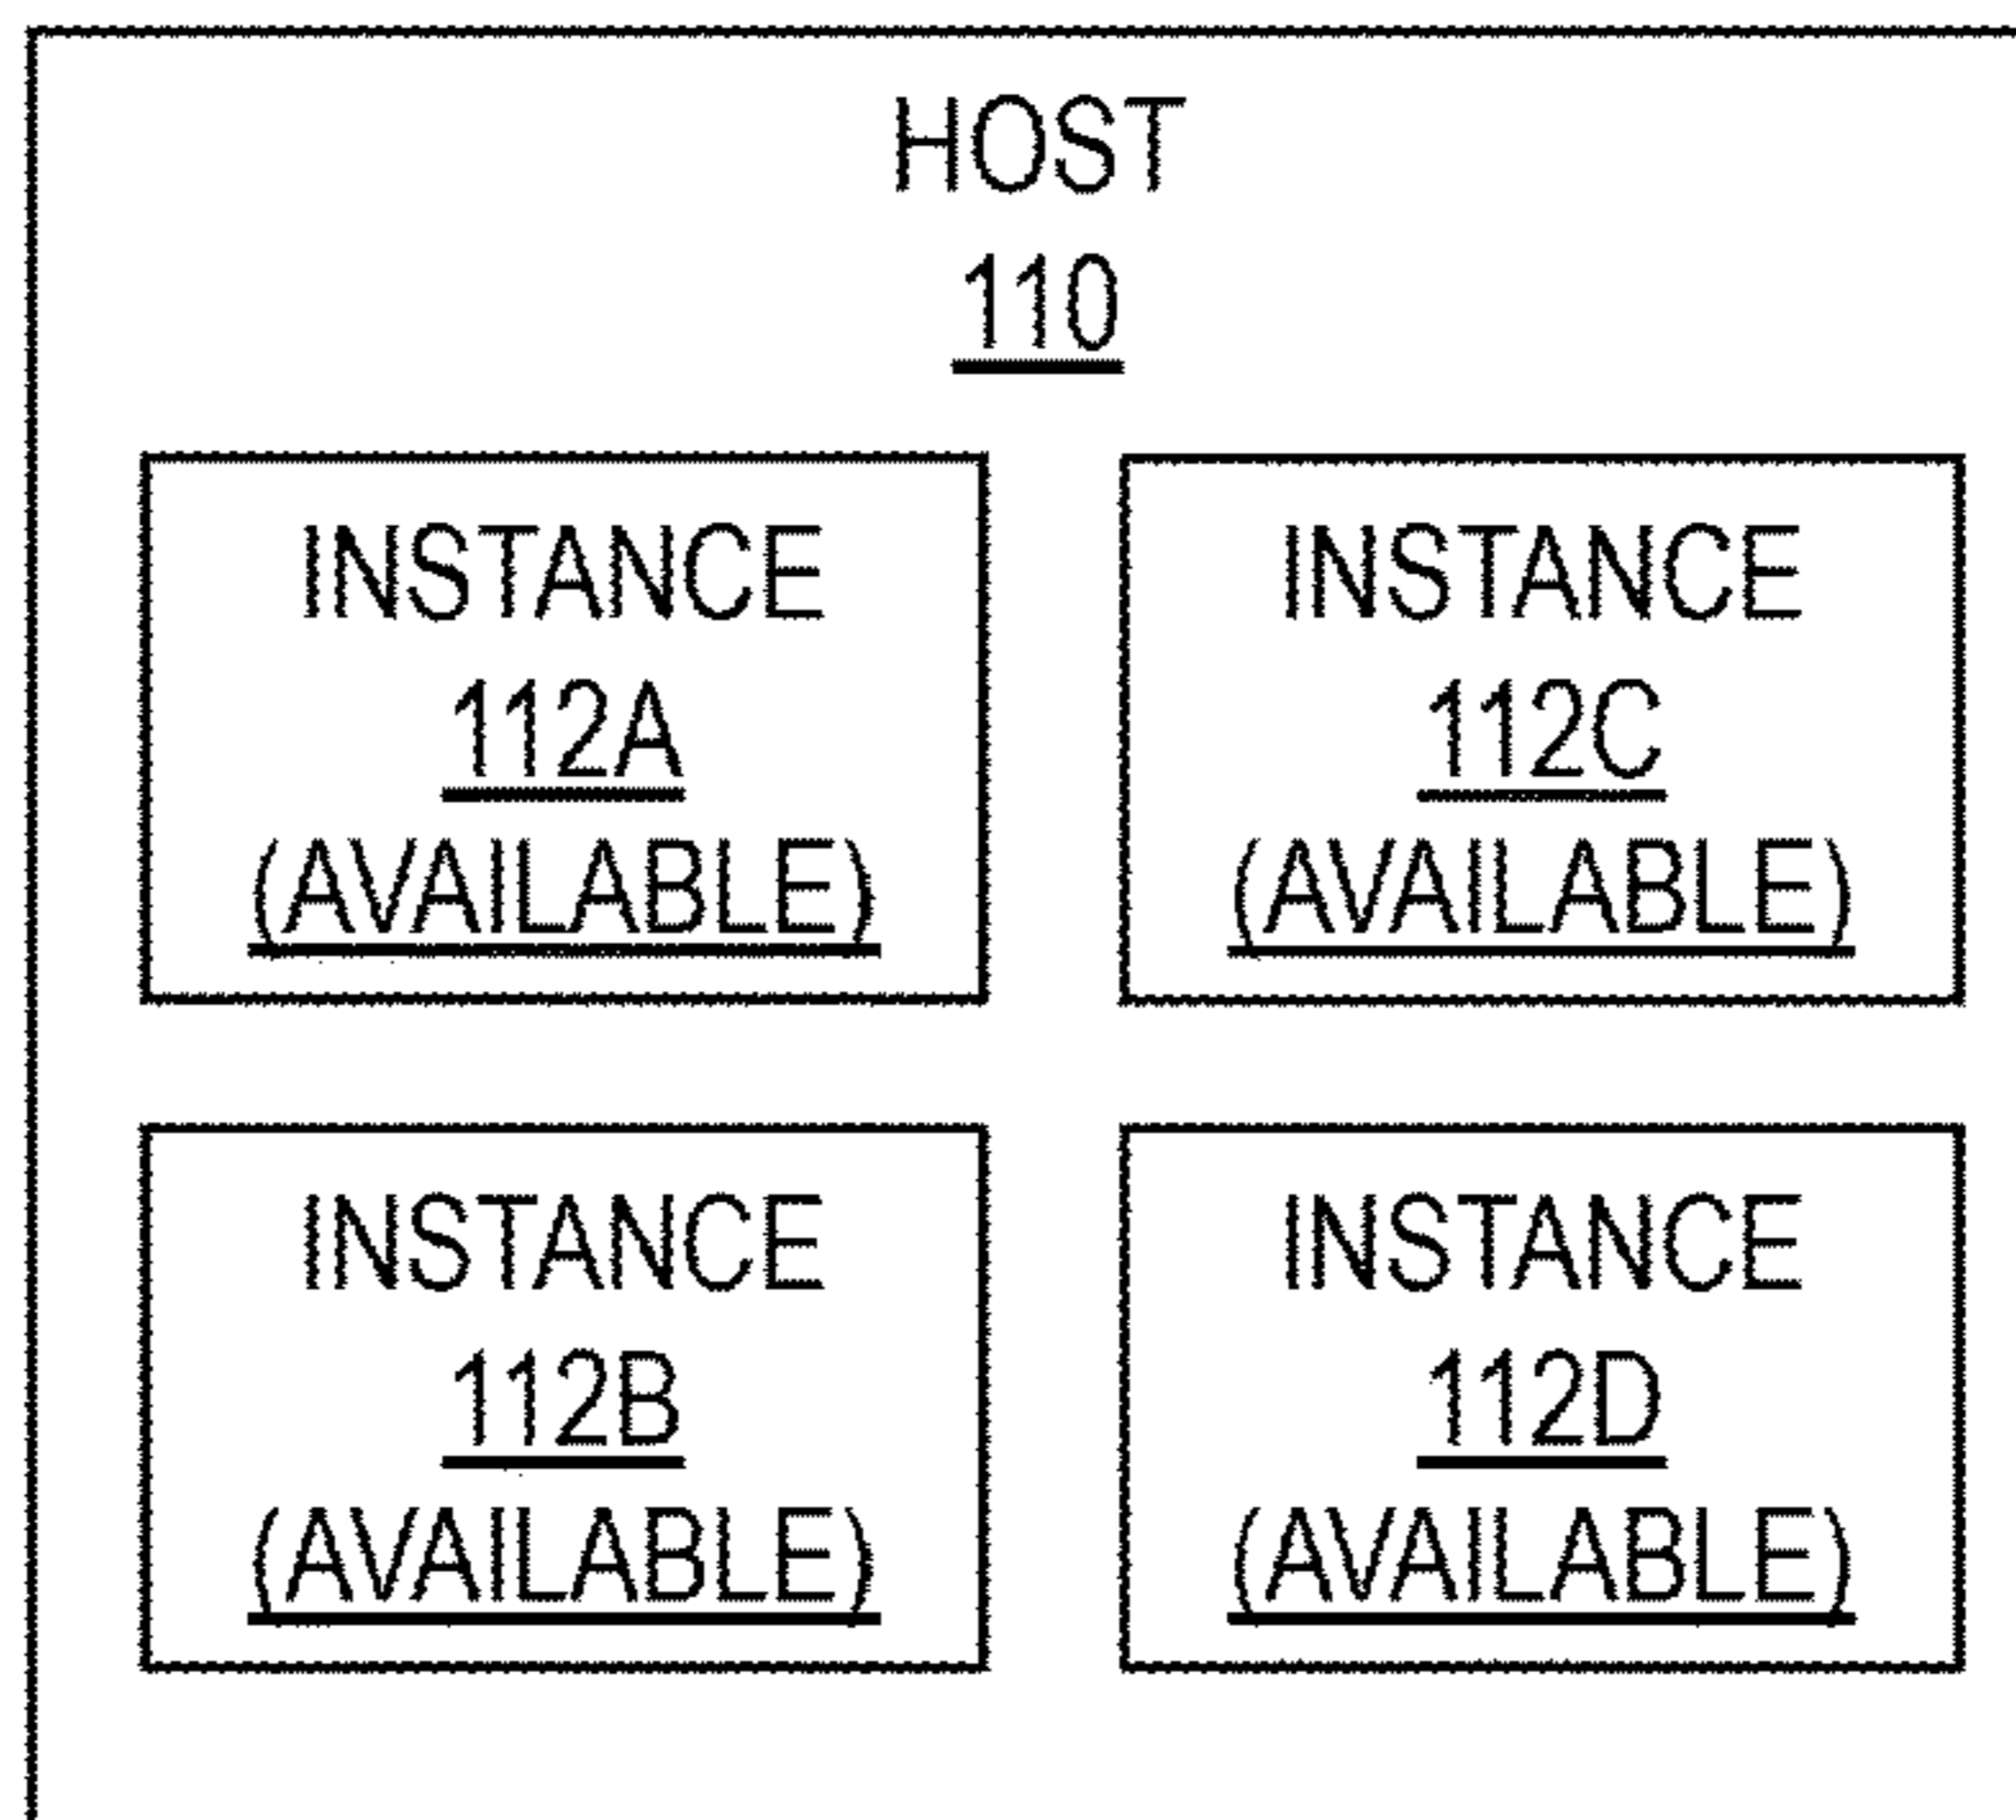 HOST
110
INSTANCE
112A
(AVAILABLE)
INSTANCE
112C
(AVAILABLE)
INSTANCE
112B
(AVAILABLE)
INSTANCE
112D
(AVAILABLE)